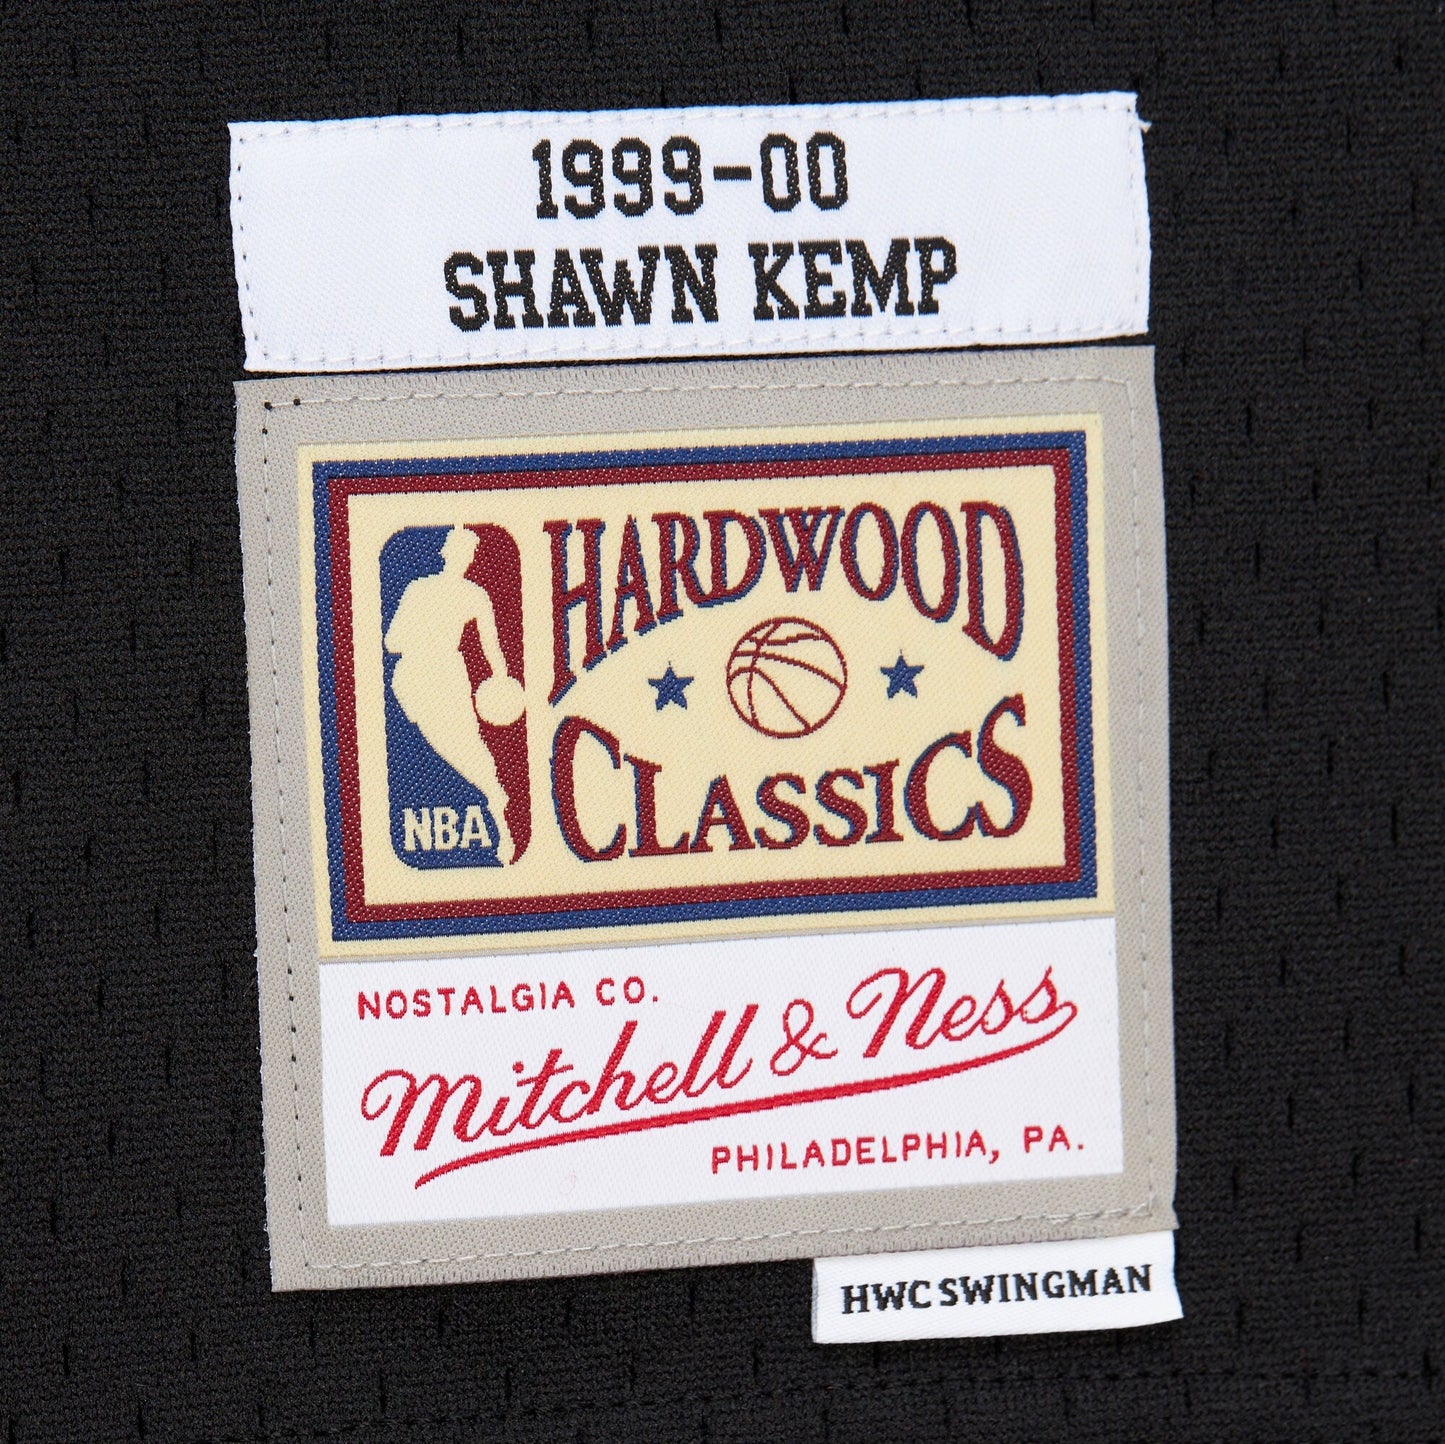 1999-00
SHAWN KEMP
HARDWOOD
CLASSICS
NBA
NOSTALGIA CO.
Mitchell & Ness
PHILADELPHIA, PA.
HWC SWINGMAN